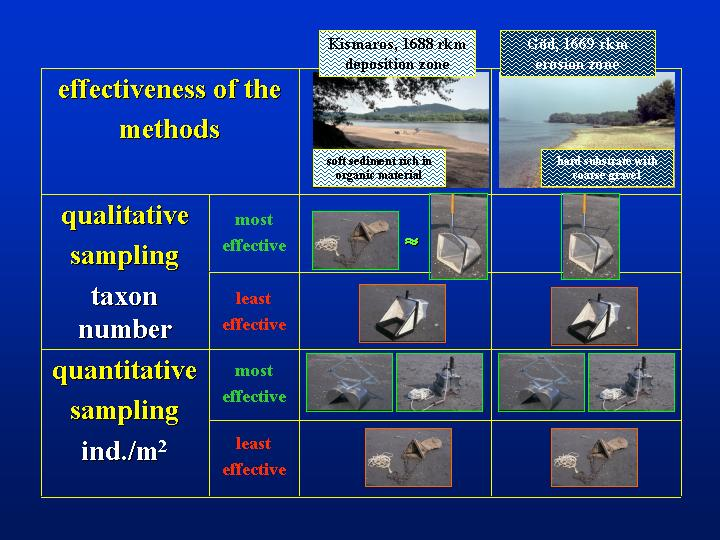 Kismaros, 1688 rkm
deposition zone
Göd, 1669 rkm
erosion zone
effectiveness of the
methods
soft sediment rich in
organic material
hard substrate with
coarse gravel
qualitative
sampling
taxon
number
most
effective
≈
least
effective
quantitative
sampling
ind./m²
most
effective
least
effective